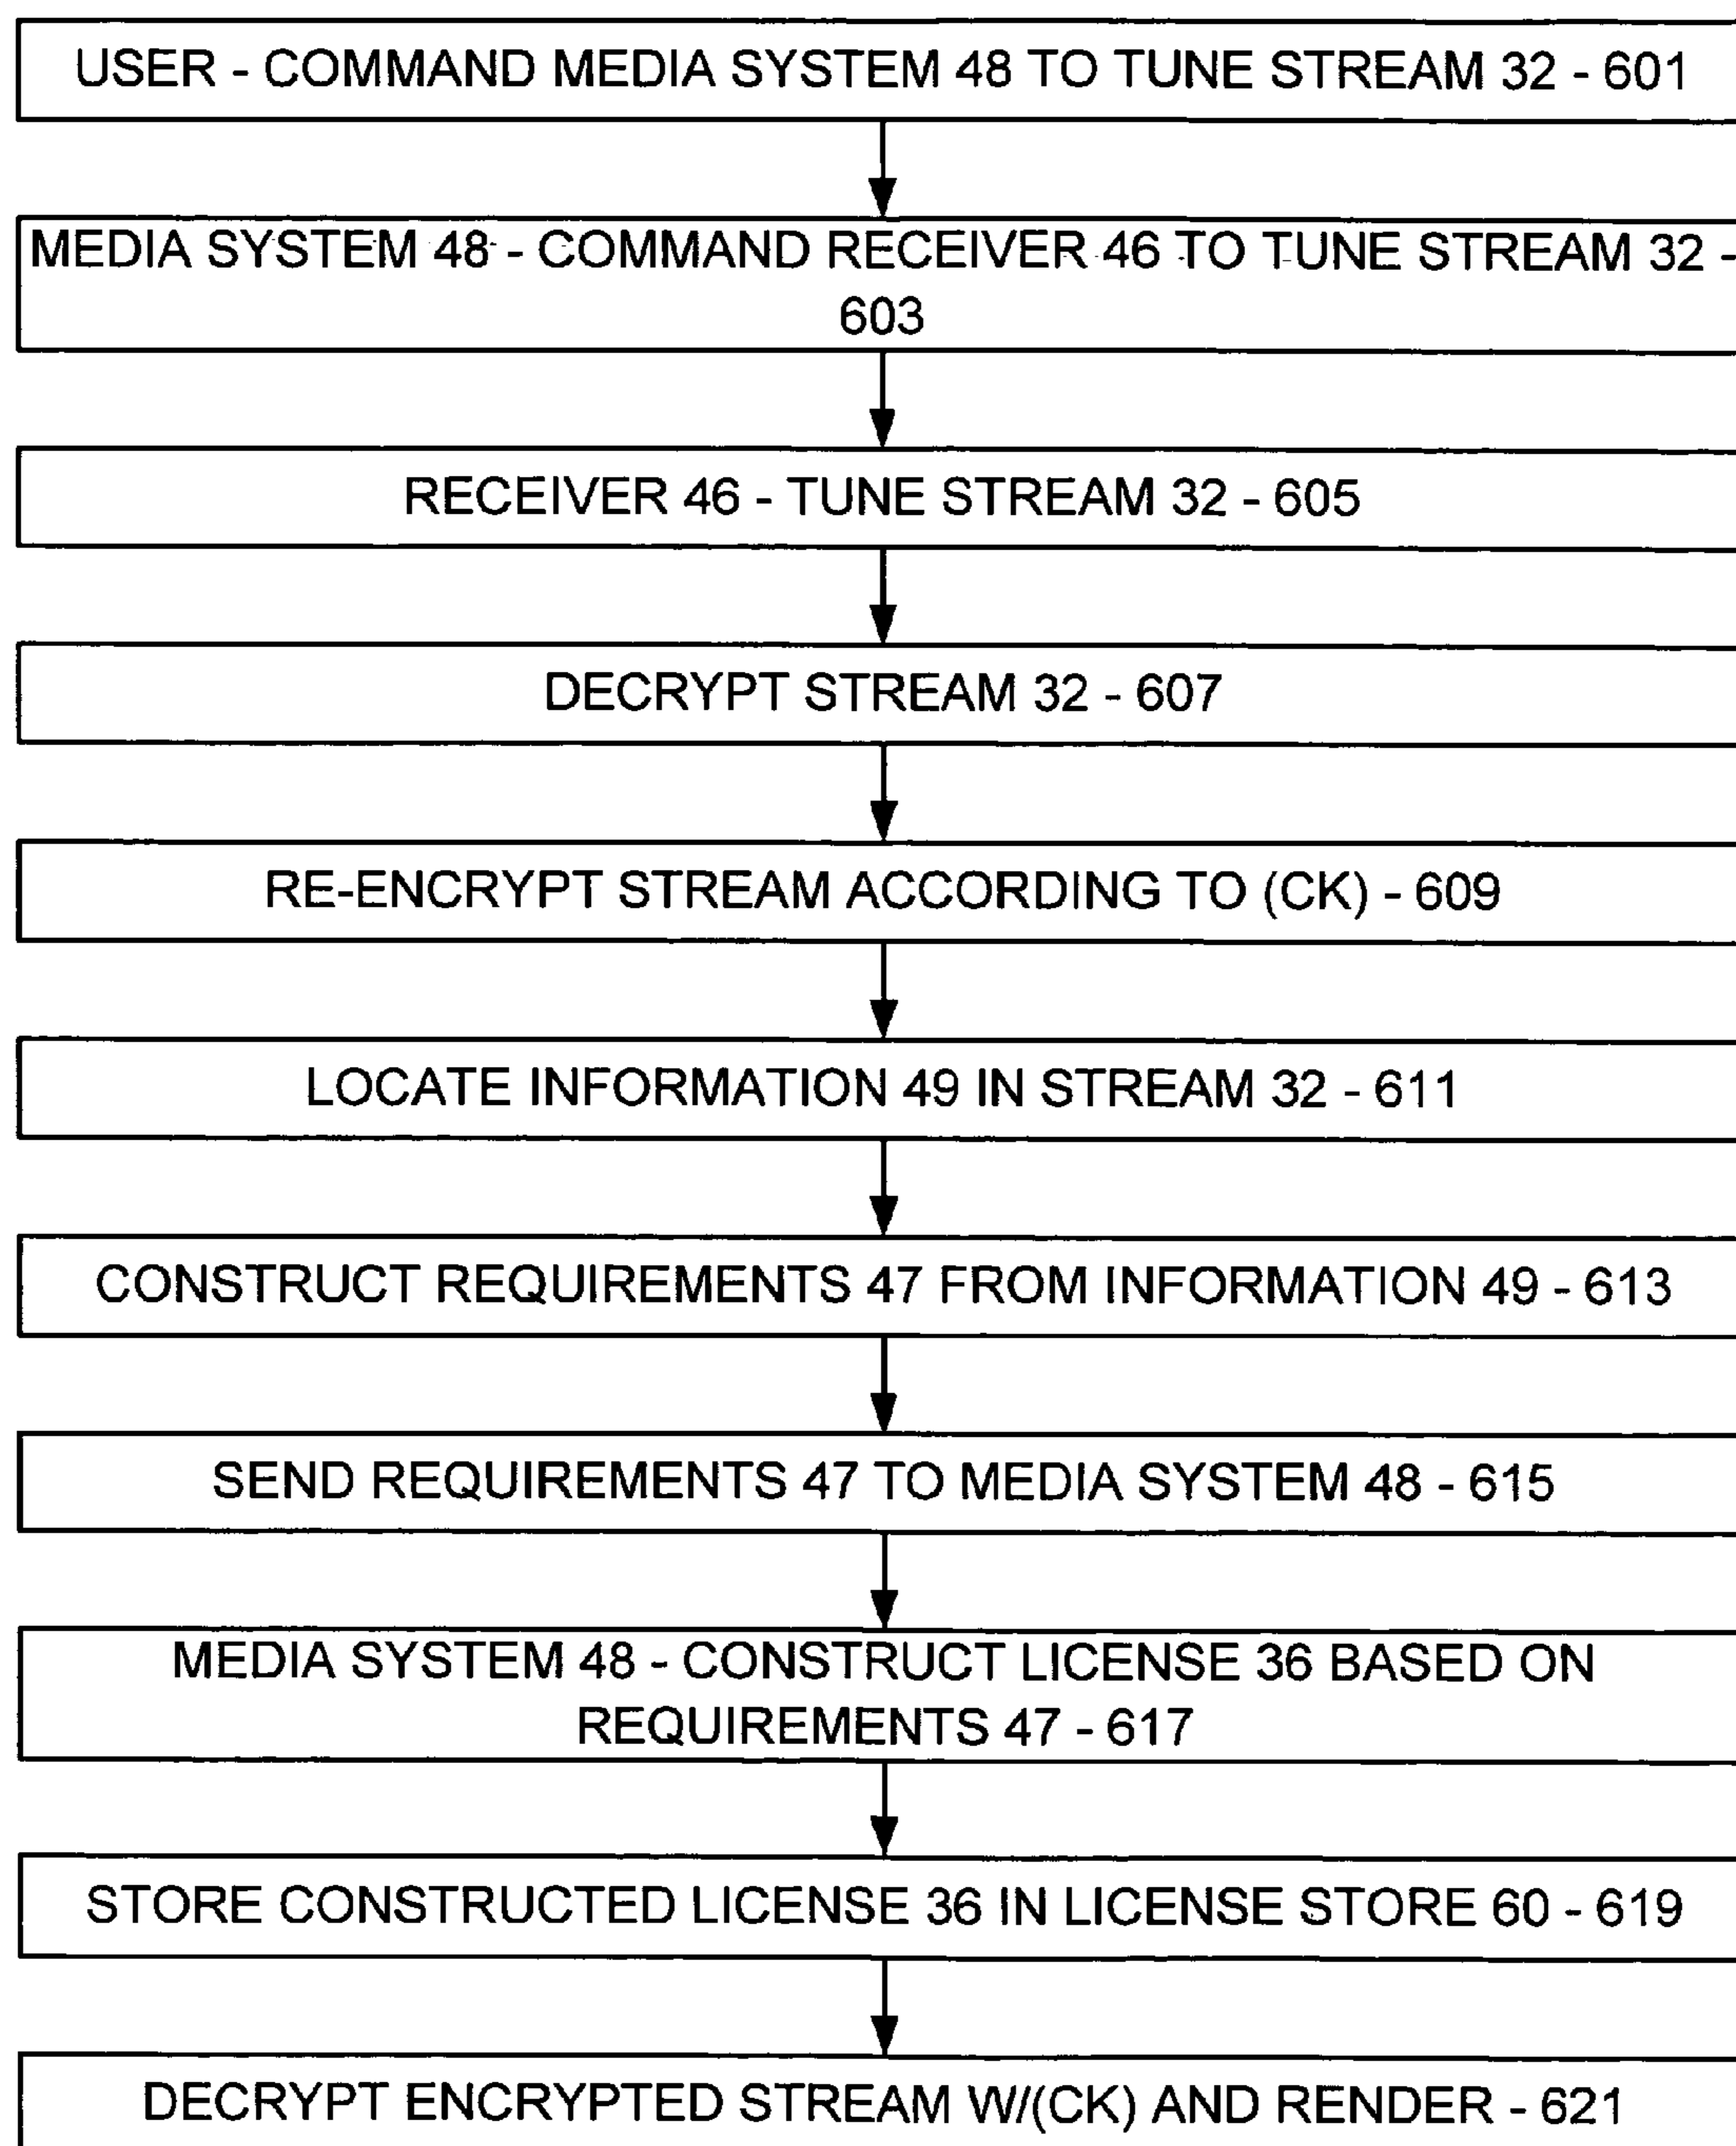 USER - COMMAND MEDIA SYSTEM 48 TO TUNE STREAM 32 - 601
MEDIA SYSTEM 48 - COMMAND RECEIVER 46 TO TUNE STREAM 32 -
603
RECEIVER 46 - TUNE STREAM 32 - 605
DECRYPT STREAM 32 - 607
RE-ENCRYPT STREAM ACCORDING TO (CK) - 609
LOCATE INFORMATION 49 IN STREAM 32 - 611
CONSTRUCT REQUIREMENTS 47 FROM INFORMATION 49 - 613
SEND REQUIREMENTS 47 TO MEDIA SYSTEM 48 - 615
MEDIA SYSTEM 48 - CONSTRUCT LICENSE 36 BASED ON
REQUIREMENTS 47 - 617
STORE CONSTRUCTED LICENSE 36 IN LICENSE STORE 60 - 619
DECRYPT ENCRYPTED STREAM W/(CK) AND RENDER - 621